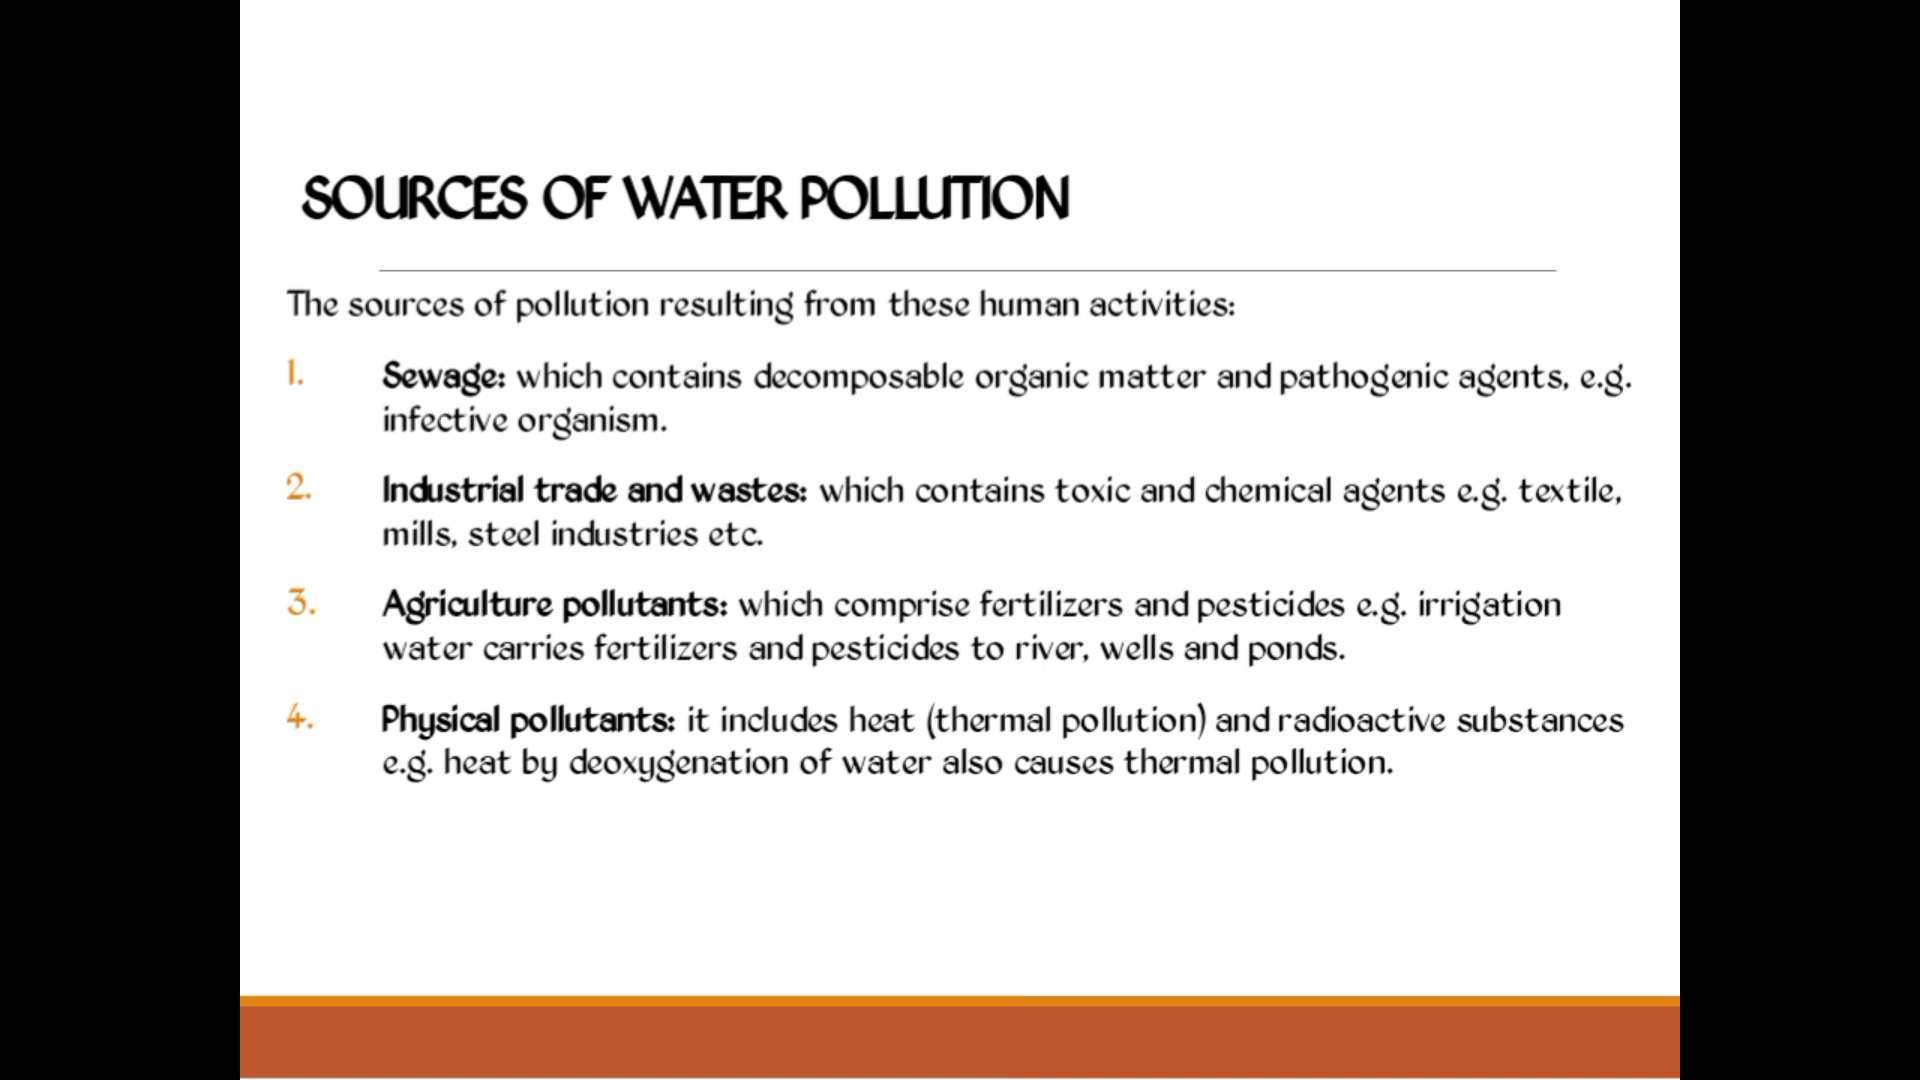 SOURCES OF WATER POLLUTION
The sources of pollution resulting from these human activities:
1. Sewage: which contains decomposable organic matter and pathogenic agents, e.g.
infective organism.
2. Industrial trade and wastes: which contains toxic and chemical agents e.g. textile,
mills, steel industries etc.
3. Agriculture pollutants: which comprise fertilizers and pesticides e.g. irrigation
water carries fertilizers and pesticides to river, wells and ponds.
4. Physical pollutants: it includes heat (thermal pollution) and radioactive substances
e.g. heat by deoxygenation of water also causes thermal pollution.